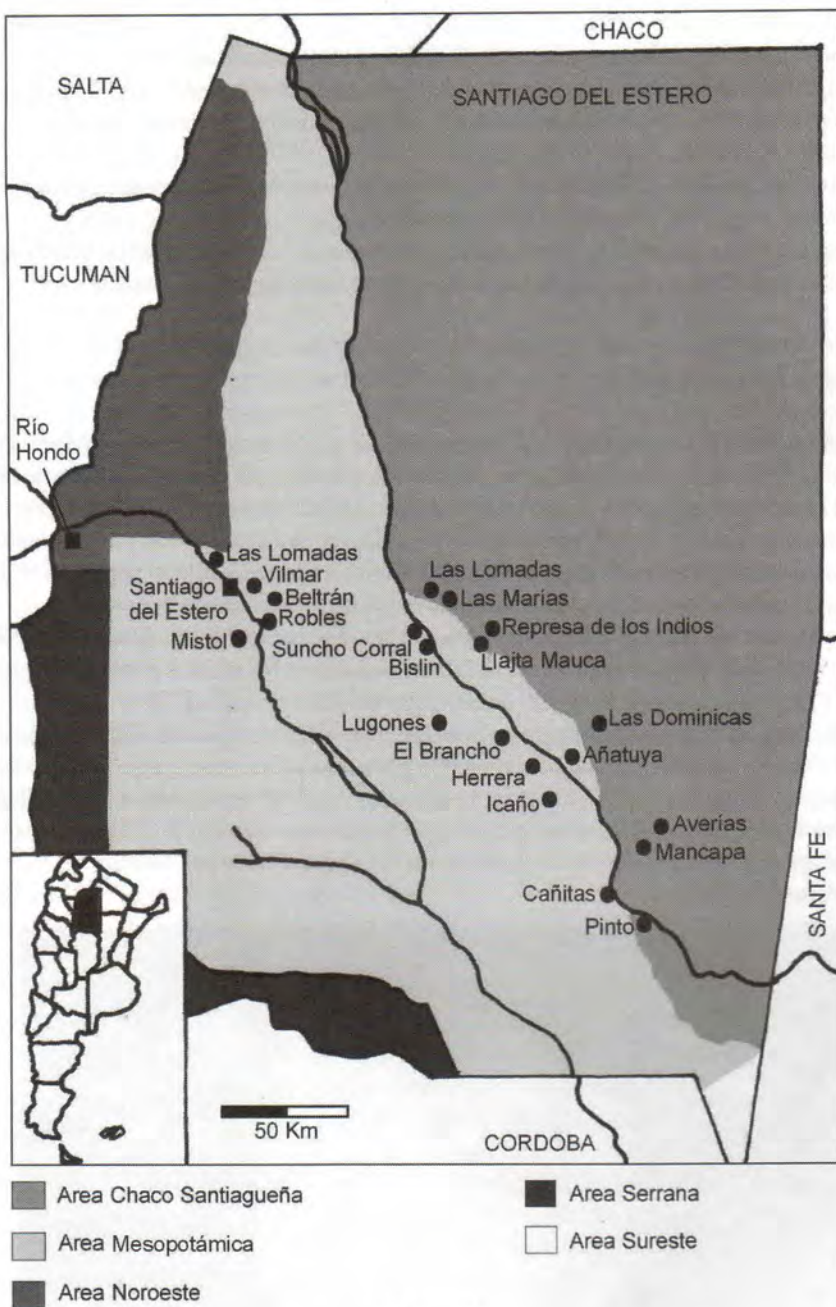 CHACO
SALTA
SANTIAGO DEL ESTERO
TUCUMAN
Río
Hondo
Las Lomadas
Vilmar
Santiago
del Estero
Beltrán
Robles
Mistol
Las Lomadas
Las Marías
Represa de los Indios
Suncho Corral
Llajta Mauca
Bislin
Lugones
Las Dominicas
El Brancho
Añatuya
Herrera
Icaño
Averías
Mancapa
Cañitas
Pinto
SANTA FE
50 Km
CORDOBA
Area Chaco Santiagueña
Area Serrana
Area Mesopotámica
Area Sureste
Area Noroeste